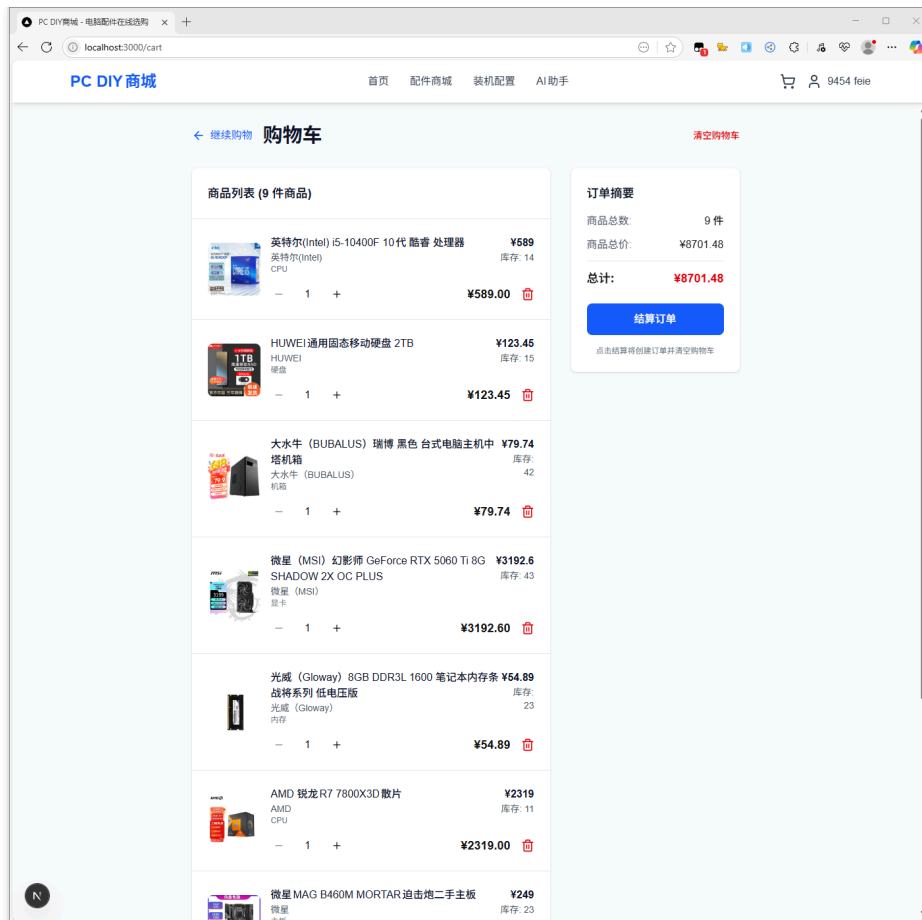 PC DIY商城 - 电脑配件在线选购
localhost:3000/cart
PC DIY 商城
首页
配件商城
装机配置
AI助手
9454 feie
继续购物
购物车
清空购物车
商品列表 (9 件商品)
英特尔(Intel) i5-10400F 10代 酷睿 处理器
¥589
英特尔(Intel)
库存: 14
CPU
1
¥589.00
HUWEI通用固态移动硬盘 2TB
¥123.45
HUWEI
库存: 15
硬盘
1TB
1
¥123.45
大水牛（BUBALUS）瑞博 黑色 台式电脑主机中
塔机箱
¥79.74
库存:
42
大水牛（BUBALUS）
机箱
1
¥79.74
微星（MSI）幻影师 GeForce RTX 5060 Ti 8G
SHADOW 2X OC PLUS
¥3192.6
库存: 43
微星（MSI）
显卡
1
¥3192.60
光威（Gloway）8GB DDR3L 1600 笔记本内存条
战将系列 低电压版
¥54.89
库存:
23
光威（Gloway）
内存
1
¥54.89
AMD 锐龙R7 7800X3D散片
¥2319
AMD
库存: 11
CPU
1
¥2319.00
微星MAG B460M MORTAR迫击炮二手主板
¥249
微星
库存: 23
订单摘要
商品总数:
9 件
商品总价:
¥8701.48
总计:
¥8701.48
结算订单
点击结算将创建订单并清空购物车
N